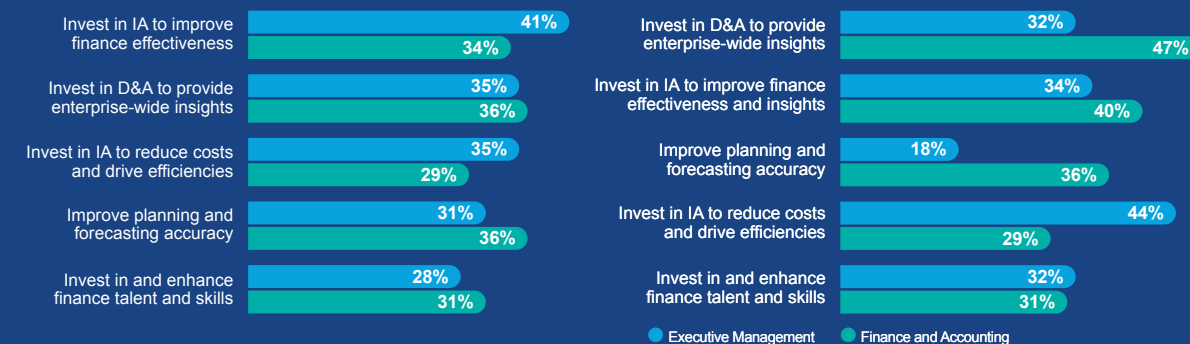 Invest in IA to improve
finance effectiveness
41%
34%
Invest in D&A to provide
enterprise-wide insights
35%
36%
Invest in IA to reduce costs
and drive efficiencies
35%
29%
Improve planning and
forecasting accuracy
31%
36%
Invest in and enhance
finance talent and skills
28%
31%
Invest in D&A to provide
enterprise-wide insights
32%
47%
Invest in IA to improve finance
effectiveness and insights
34%
40%
Improve planning and
forecasting accuracy
18%
36%
Invest in IA to reduce costs
and drive efficiencies
44%
29%
Invest in and enhance
finance talent and skills
32%
31%
Executive Management
Finance and Accounting